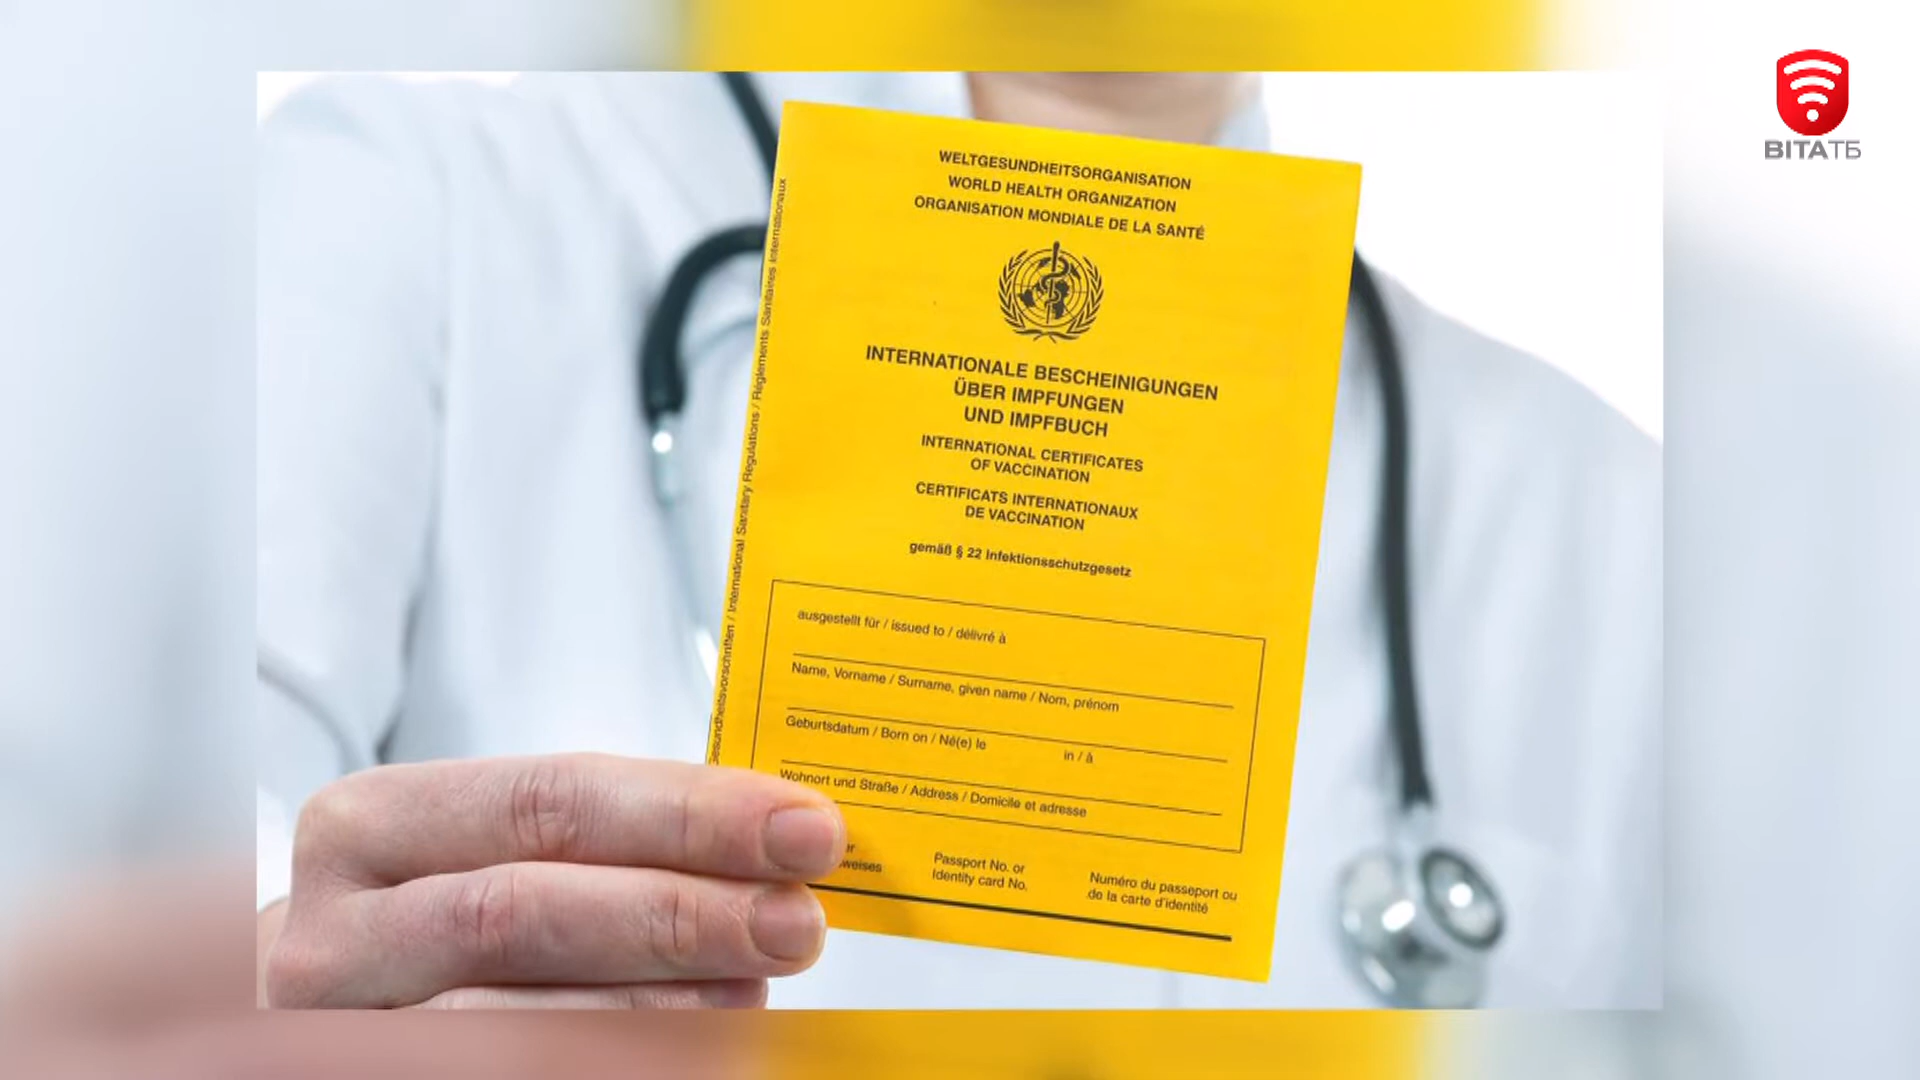 ВІТАТБ
WELTGESUNDHEITSORGANISATION
WORLD HEALTH ORGANIZATION
ORGANISATION MONDIALE DE LA SANTÉ
INTERNATIONALE BESCHEINIGUNGEN
ÜBER IMPFUNGEN
UND IMPFBUCH
INTERNATIONAL CERTIFICATES
OF VACCINATION
CERTIFICATS INTERNATIONAUX
DE VACCINATION
gemäß § 22 Infektionsschutzgesetz
ausgestellt für / issued to / délivré à
Name, Vorname / Surname, given name / Nom, prénom
Geburtsdatum / Born on / Né(e) le in / à
Wohnort und Straße / Address / Domicile et adresse
Passport No. or
Identity card No.
Numéro du passeport ou
de la carte d'identité
Gesundheitsvorschriften / International Sanitary Regulations / Réglements Sanitaires Internationaux